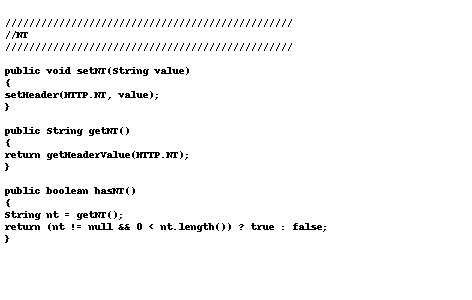 ////////////////////////////////////////////////
//NT
////////////////////////////////////////////////
public void setNT(String value)
{
setHeader(HTTP.NT, value);
}
public String getNT()
{
return getHeaderValue(HTTP.NT);
}
public boolean hasNT()
{
String nt = getNT();
return (nt != null && 0 < nt.length()) ? true : false;
}